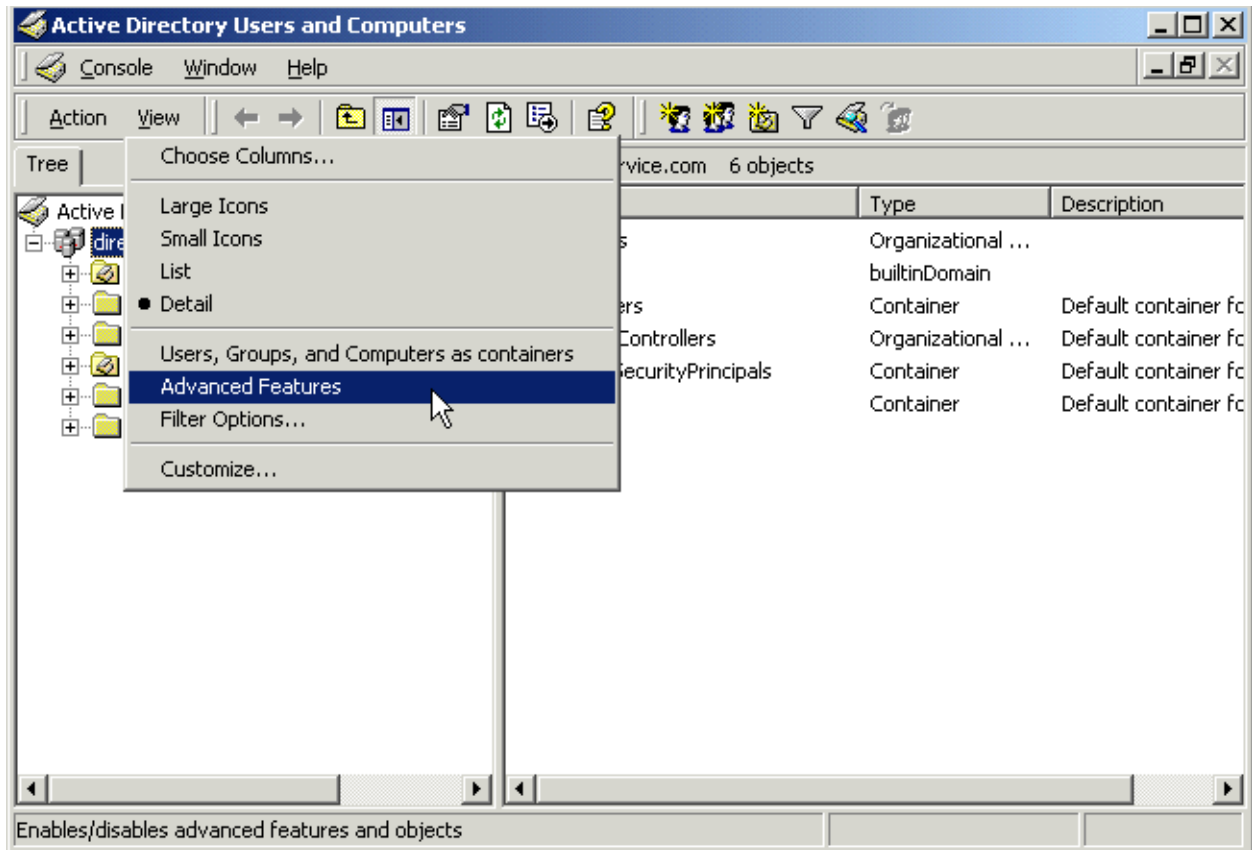 Active Directory Users and Computers
Console Window Help
Action View
Tree
rvice.com 6 objects
Choose Columns...
Large Icons
Small Icons
List
Detail
Users, Groups, and Computers as containers
Advanced Features
Filter Options...
Customize...
Active
dire
Type Description
s Organizational ...
builtinDomain
ers Container Default container fo
Controllers Organizational ... Default container fo
SecurityPrincipals Container Default container fo
Container Default container fo
Enables/disables advanced features and objects